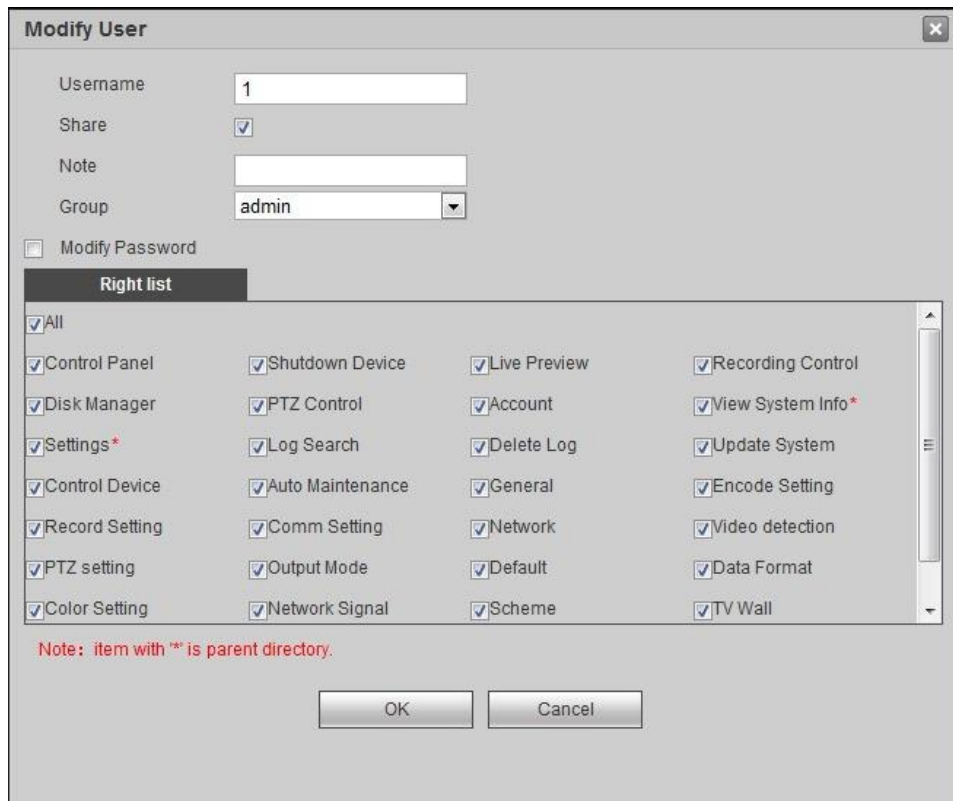 Modify User
Username 1
Share
Note
Group admin
Modify Password
Right list
All
Control Panel Shutdown Device Live Preview Recording Control
Disk Manager PTZ Control Account View System Info*
Settings* Log Search Delete Log Update System
Control Device Auto Maintenance General Encode Setting
Record Setting Comm Setting Network Video detection
PTZ setting Output Mode Default Data Format
Color Setting Network Signal Scheme TV Wall
Note: item with '*' is parent directory.
OK Cancel